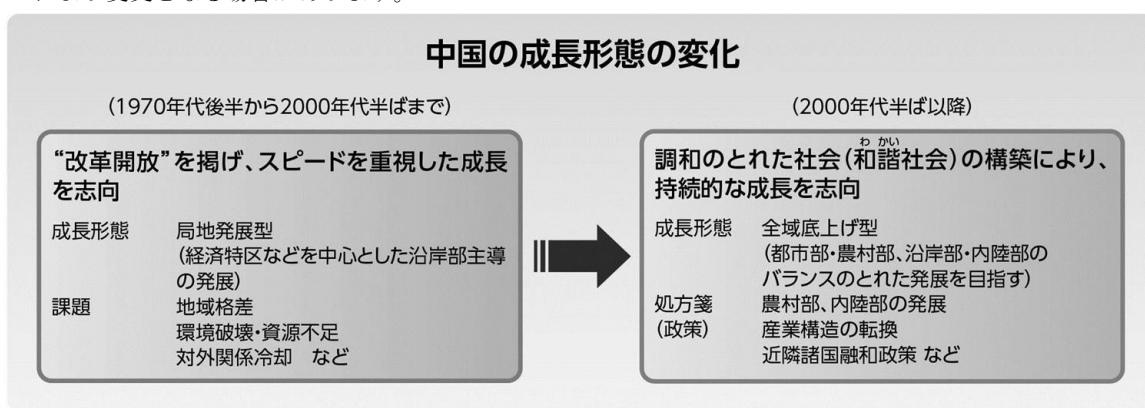 中国の成長形態の変化
(1970年代後半から2000年代半ばまで)
“改革開放”を掲げ、スピードを重視した成長
を志向
成長形態 局地発展型
(経済特区などを中心とした沿岸部主導
の発展)
課題 地域格差
環境破壊・資源不足
対外関係冷却 など
(2000年代半ば以降)
わ かい
調和のとれた社会(和諧社会)の構築により、
持続的な成長を志向
成長形態 全域底上げ型
(都市部・農村部、沿岸部・内陸部の
バランスのとれた発展を目指す)
処方箋 農村部、内陸部の発展
(政策) 産業構造の転換
近隣諸国融和政策 など